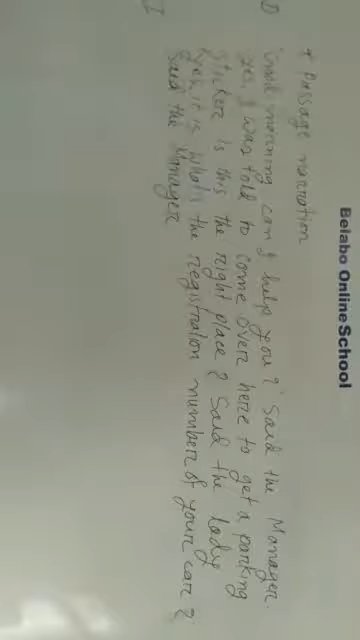 Belabo Online School
* Passage narration
① "Good morning can I help you?" Said the Manager.
"Yes, I was told to come over here to get a parking
sticker is this the right place? Said the lady
Yeh it is whats the registration number of your car?
Said the Manager